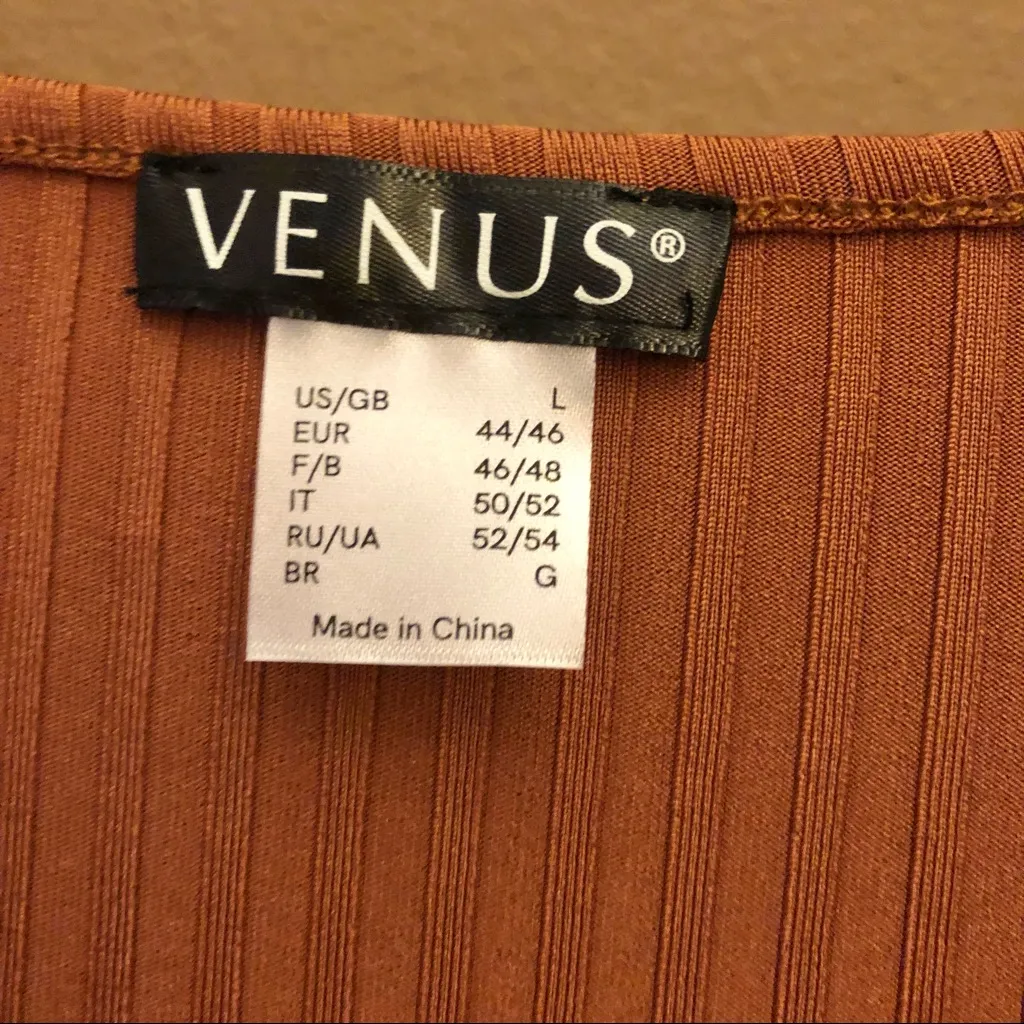 VENUS®
US/GB L
EUR 44/46
F/B 46/48
IT 50/52
RU/UA 52/54
BR G
Made in China